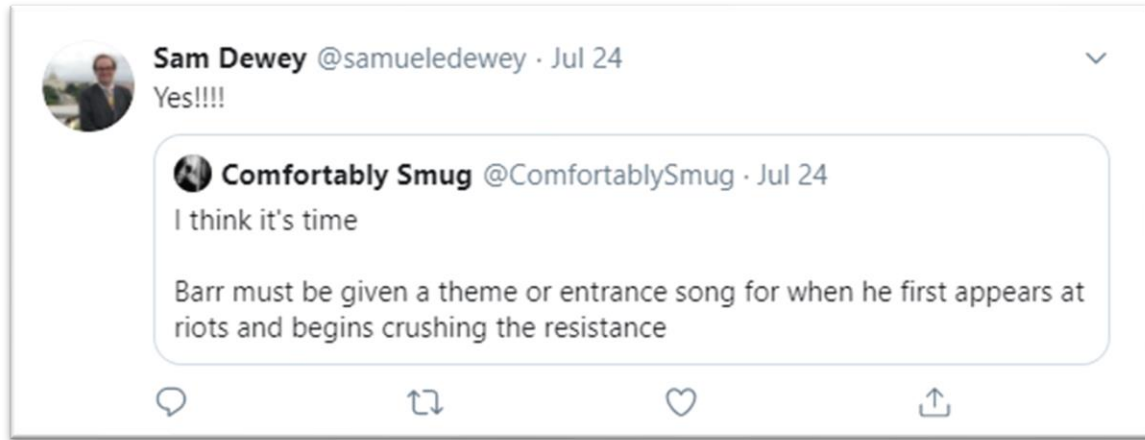 Sam Dewey @samueledewey · Jul 24
Yes!!!!
Comfortably Smug @ComfortablySmug · Jul 24
I think it's time
Barr must be given a theme or entrance song for when he first appears at
riots and begins crushing the resistance